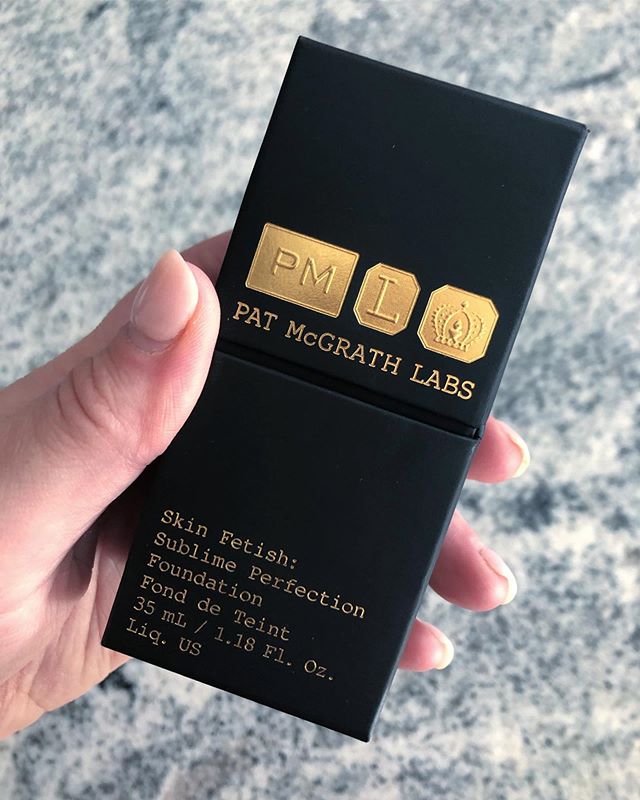 PM L
PAT McGRATH LABS
Skin Fetish:
Sublime Perfection
Foundation
Fond de Teint
35 mL / 1.18 Fl. Oz.
Liq. US